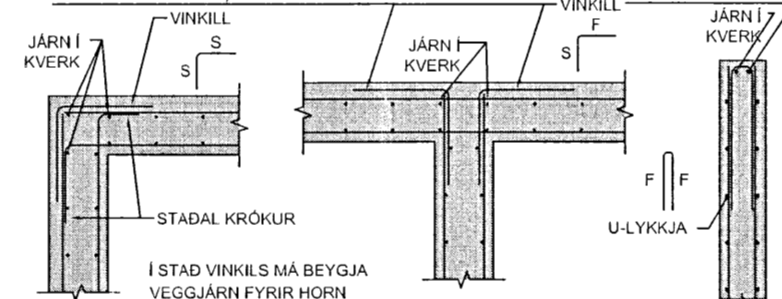 VINKILL
S
S
JÁRN Í
KVERK
STAÐAL KRÓKUR
Í STAÐ VINKILS MÁ BEYGJA
VEGGJÁRN FYRIR HORN
VINKILL
F
S
JÁRN Í
KVERK
JÁRN Í
KVERK
F
F
U-LYKKJA